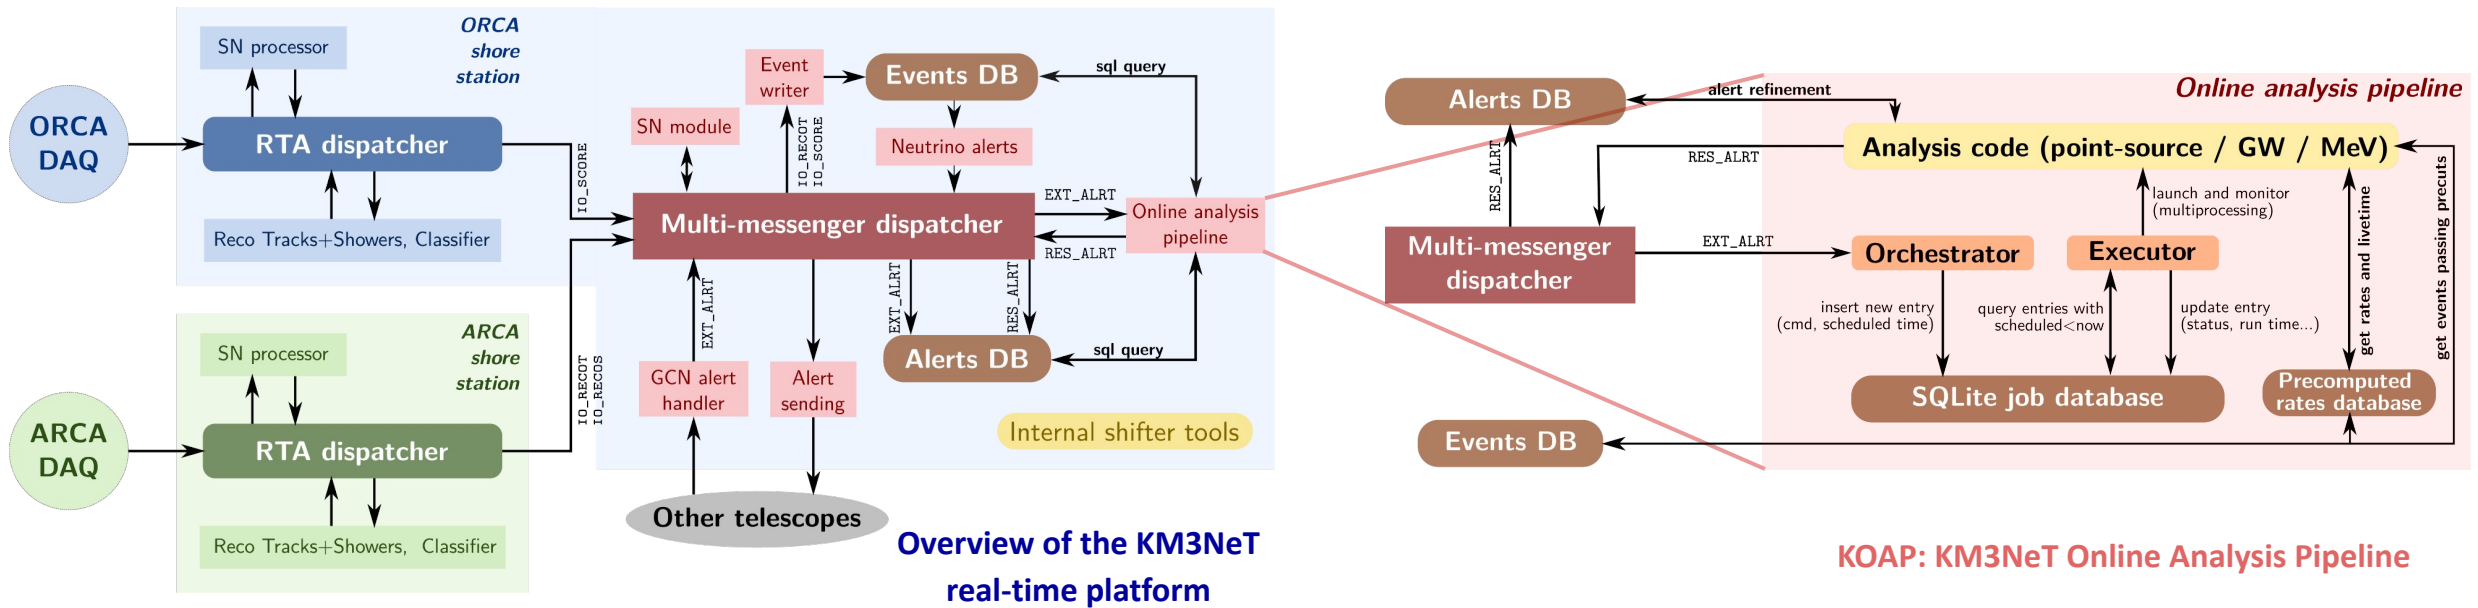 ORCA
DAQ
SN processor
ORCA
shore
station
RTA dispatcher
Reco Tracks+Showers, Classifier
IO_SCORE
ARCA
DAQ
SN processor
ARCA
shore
station
RTA dispatcher
Reco Tracks+Showers, Classifier
IO_RECOT
IO_RECOS
SN module
Event
writer
IO_RECOT
IO_SCORE
Events DB
Neutrino alerts
sql query
Multi-messenger dispatcher
EXT_ALRT
RES_ALRT
Online analysis
pipeline
EXT_ALRT
EXT_ALRT
RES_ALRT
Alerts DB
sql query
GCN alert
handler
Alert
sending
Internal shifter tools
Other telescopes
Overview of the KM3NeT
real-time platform
Alerts DB
alert refinement
Online analysis pipeline
RES_ALRT
RES_ALRT
Analysis code (point-source / GW / MeV)
launch and monitor
(multiprocessing)
Multi-messenger
dispatcher
EXT_ALRT
Orchestrator
Executor
insert new entry
(cmd, scheduled time)
query entries with
scheduled<now
update entry
(status, run time...)
get rates and livetime
get events passing precuts
SQLite job database
Precomputed
rates database
Events DB
KOAP: KM3NeT Online Analysis Pipeline